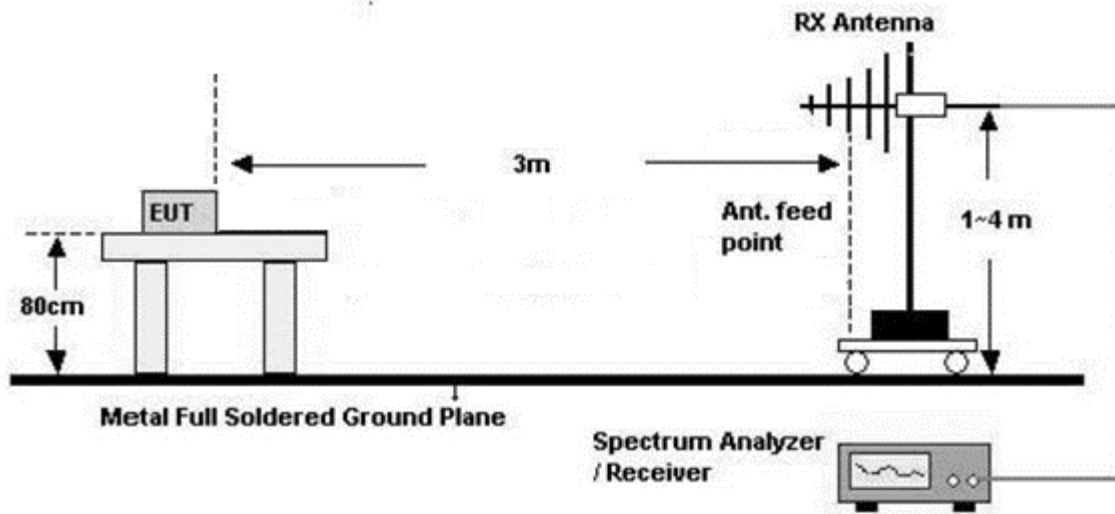 RX Antenna
3m
EUT
Ant. feed
point
1~4 m
80cm
Metal Full Soldered Ground Plane
Spectrum Analyzer
/ Receiver